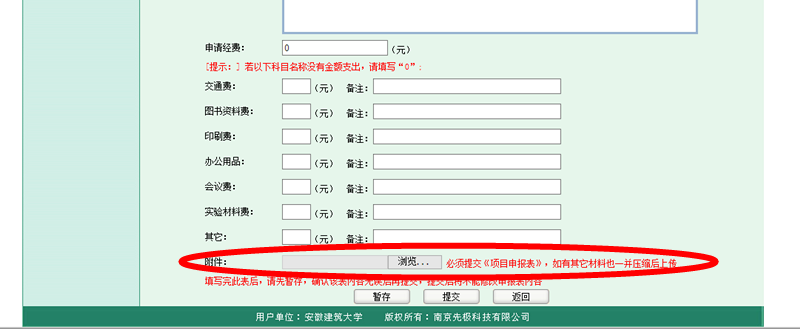 申请经费： 0 （元）
[提示：] 若以下科目名称没有金额支出，请填写“0”；
交通费： （元） 备注：
图书资料费： （元） 备注：
印刷费： （元） 备注：
办公用品： （元） 备注：
会议费： （元） 备注：
实验材料费： （元） 备注：
其它： （元） 备注：
附件： 浏览... 必须提交《项目申报表》，如有其它材料也一并压缩后上传
填写完此表后，请先暂存，确认该表内容无误后再提交，提交后将不能修改申报表内容
暂存 提交 返回
用户单位：安徽建筑大学 版权所有：南京先极科技有限公司